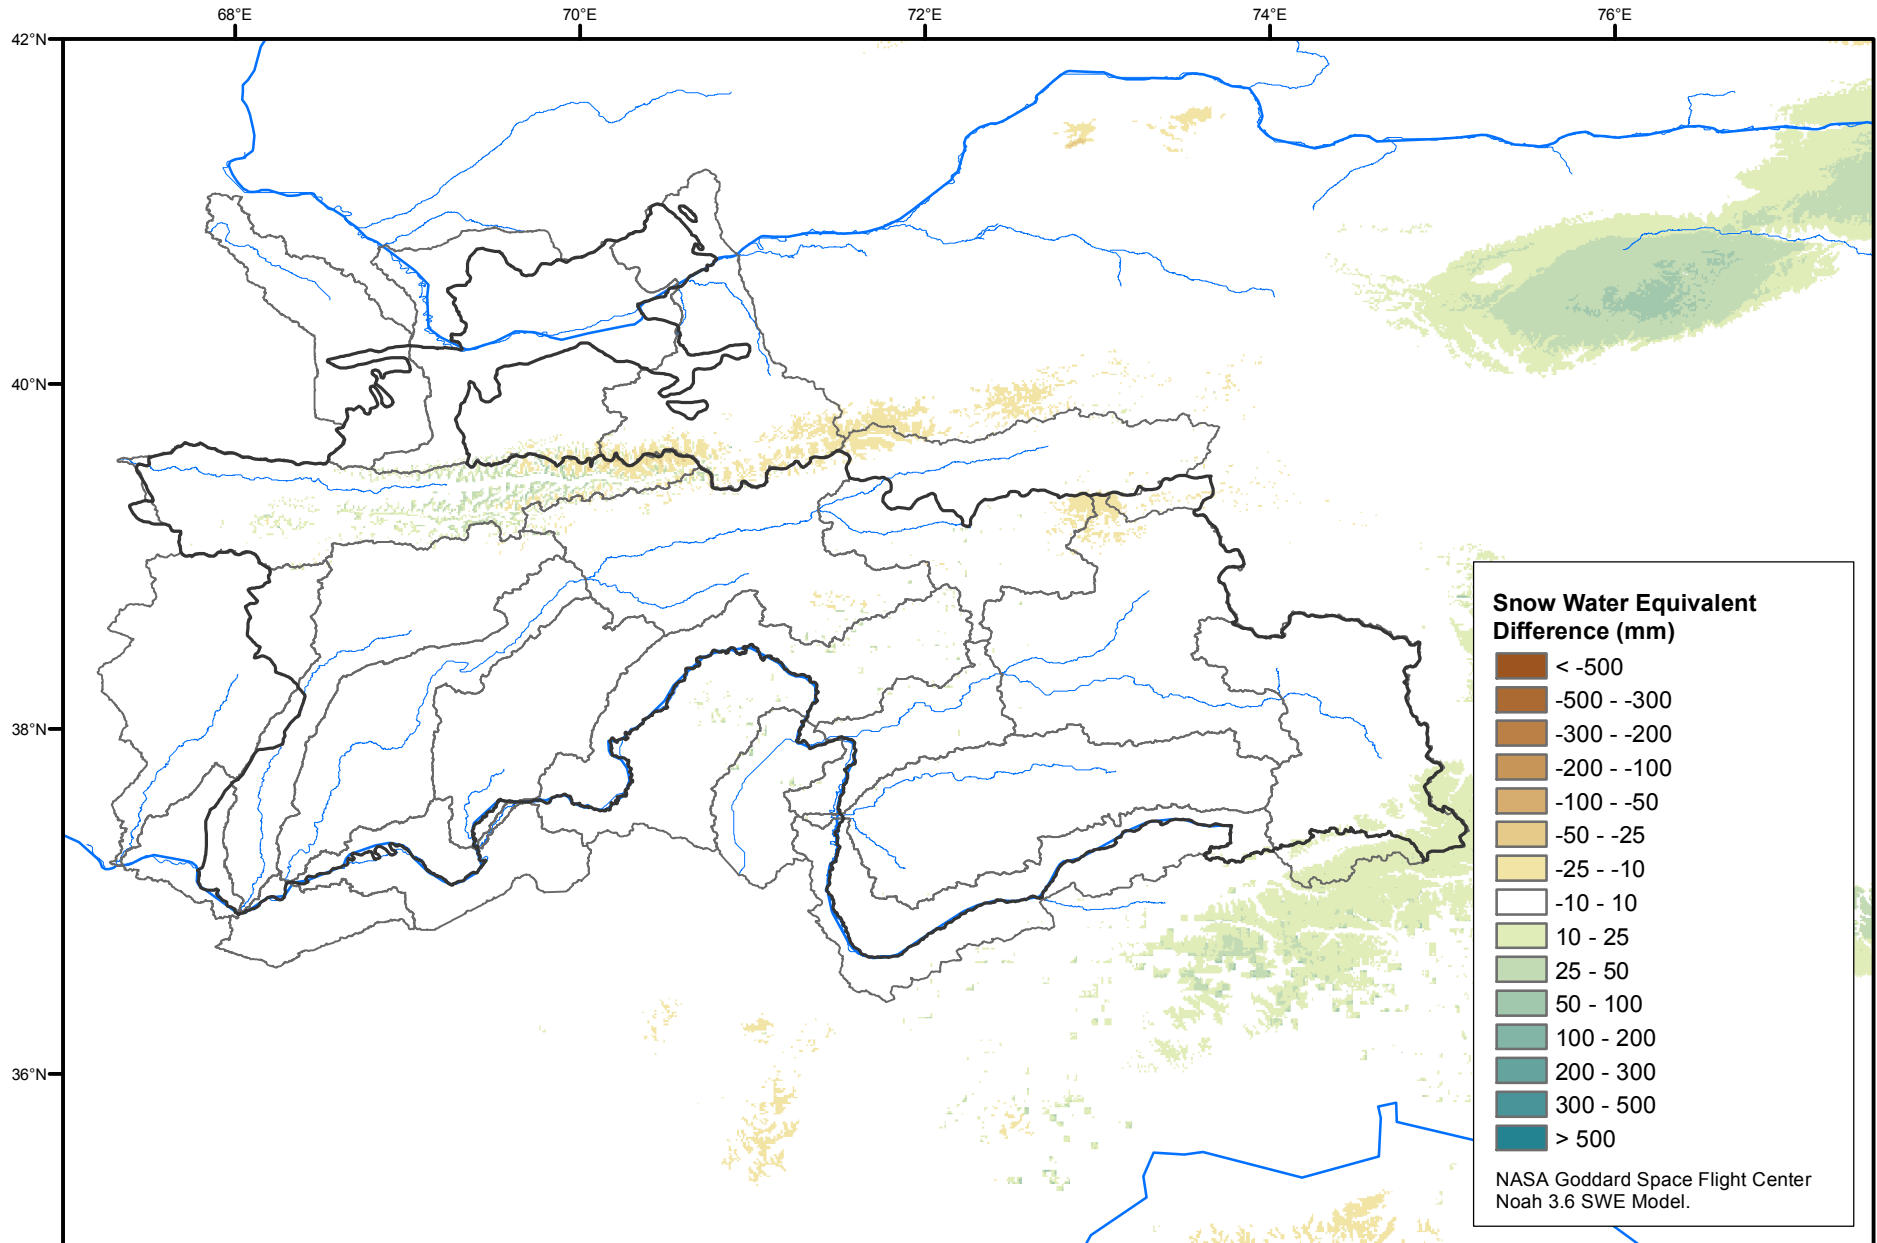 68°E
70°E
72°E
74°E
76°E
42°N
40°N
38°N
36°N
Snow Water Equivalent
Difference (mm)
< -500
-500 - -300
-300 - -200
-200 - -100
-100 - -50
-50 - -25
-25 - -10
-10 - 10
10 - 25
25 - 50
50 - 100
100 - 200
200 - 300
300 - 500
> 500
NASA Goddard Space Flight Center
Noah 3.6 SWE Model.